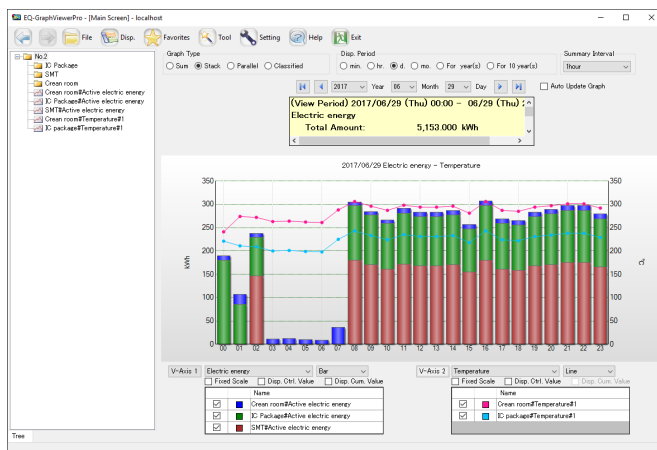 EQ-GraphViewerPro - [Main Screen] - localhost
File Disp. Favorites Tool Setting Help Exit
No.2
IC Package
SMT
Crean room
Crean room#Active electric energy
IC Package#Active electric energy
SMT#Active electric energy
Crean room#Temperature#1
IC package#Temperature#1
Tree
Graph Type
Sum Stack Parallel Classified
Disp. Period
min. hr. d. mo. For year(s) For 10 year(s)
Summary Interval
1hour
2017 Year 06 Month 29 Day Auto Update Graph
(View Period) 2017/06/29 (Thu) 00:00 - 06/29 (Thu)
Electric energy
Total Amount: 5,153.000 kWh
2017/06/29 Electric energy - Temperature
350 350
300 300
250 250
200 200
150 150
100 100
50 50
0 0
kWh
℃
00 01 02 03 04 05 06 07 08 09 10 11 12 13 14 15 16 17 18 19 20 21 22 23
V-Axis 1 Electric energy Bar
Fixed Scale Disp. Ctrl. Value Disp. Cum. Value
Name
Crean room#Active electric energy
IC Package#Active electric energy
SMT#Active electric energy
V-Axis 2 Temperature Line
Fixed Scale Disp. Ctrl. Value Disp. Cum. Value
Name
Crean room#Temperature#1
IC package#Temperature#1